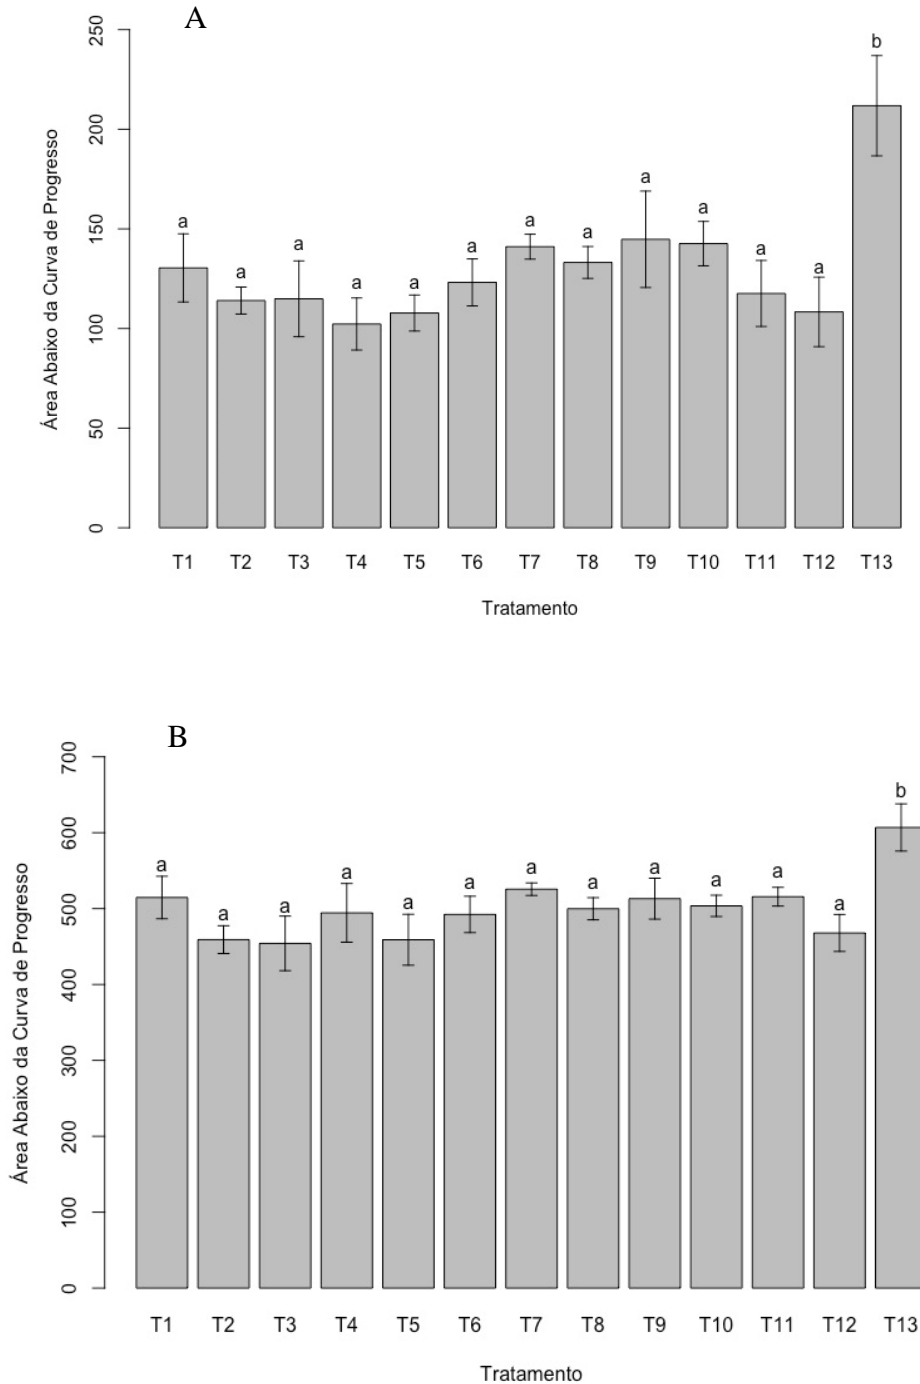 A
250
200
150
100
50
0
Área Abaixo da Curva de Progresso
a a a a a a a a a a a a b
T1 T2 T3 T4 T5 T6 T7 T8 T9 T10 T11 T12 T13
Tratamento
B
700
600
500
400
300
200
100
0
Área Abaixo da Curva de Progresso
a a a a a a a a a a a a b
T1 T2 T3 T4 T5 T6 T7 T8 T9 T10 T11 T12 T13
Tratamento